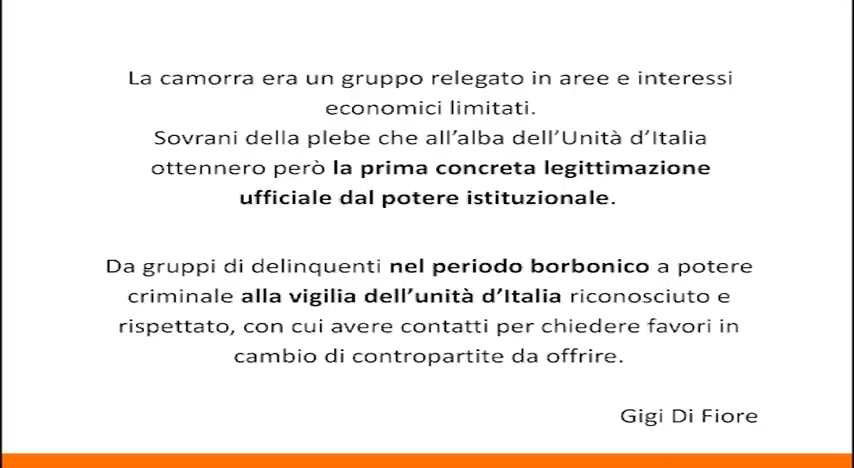 La camorra era un gruppo relegato in aree e interessi
economici limitati.
Sovrani della plebe che all’alba dell’Unità d’Italia
ottennero però la prima concreta legittimazione
ufficiale dal potere istituzionale.
Da gruppi di delinquenti nel periodo borbonico a potere
criminale alla vigilia dell’unità d’Italia riconosciuto e
rispettato, con cui avere contatti per chiedere favori in
cambio di contropartite da offrire.
Gigi Di Fiore